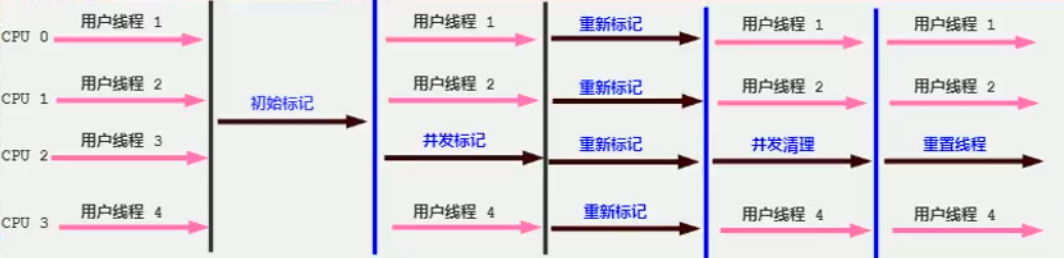 用户线程 1 用户线程 1 重新标记 用户线程 1 用户线程 1
CPU 0
用户线程 2 用户线程 2 重新标记 用户线程 2 用户线程 2
CPU 1
初始标记
用户线程 3 并发标记 重新标记 并发清理 重置线程
CPU 2
用户线程 4 用户线程 4 重新标记 用户线程 4 用户线程 4
CPU 3